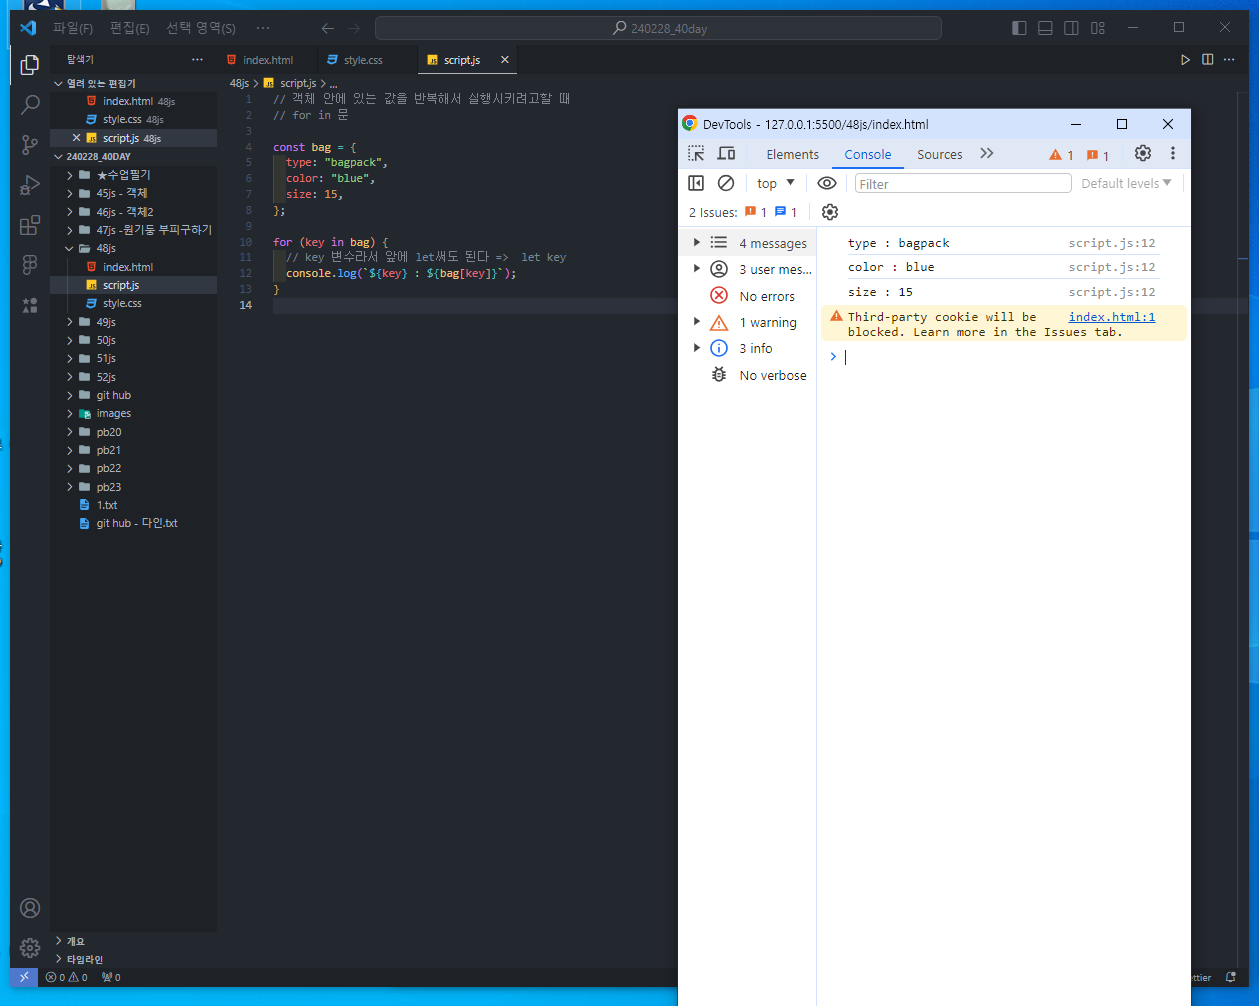 파일(F) 편집(E) 선택 영역(S) ···
240228_40day
탐색기 ···
index.html
style.css
script.js
열려 있는 편집기
index.html 48js
style.css 48js
script.js 48js
240228_40DAY
★수업필기
45js - 객체
46js - 객체2
47js -원기둥 부피구하기
48js
index.html
script.js
style.css
49js
50js
51js
52js
git hub
images
pb20
pb21
pb22
pb23
1.txt
git hub - 다인.txt
개요
타임라인
0 0 0
48js > script.js > ...
1 // 객체 안에 있는 값을 반복해서 실행시키려고할 때
2 // for in 문
3
4 const bag = {
5 type: "bagpack",
6 color: "blue",
7 size: 15,
8 };
9
10 for (key in bag) {
11 // key 변수라서 앞에 let써도 된다 => let key
12 console.log(`${key} : ${bag[key]}`);
13 }
14
DevTools - 127.0.0.1:5500/48js/index.html
Elements Console Sources 1 1
top Filter Default levels
2 Issues: 1 1
4 messages
3 user mes...
No errors
1 warning
3 info
No verbose
type : bagpack script.js:12
color : blue script.js:12
size : 15 script.js:12
Third-party cookie will be index.html:1
blocked. Learn more in the Issues tab.
ettier